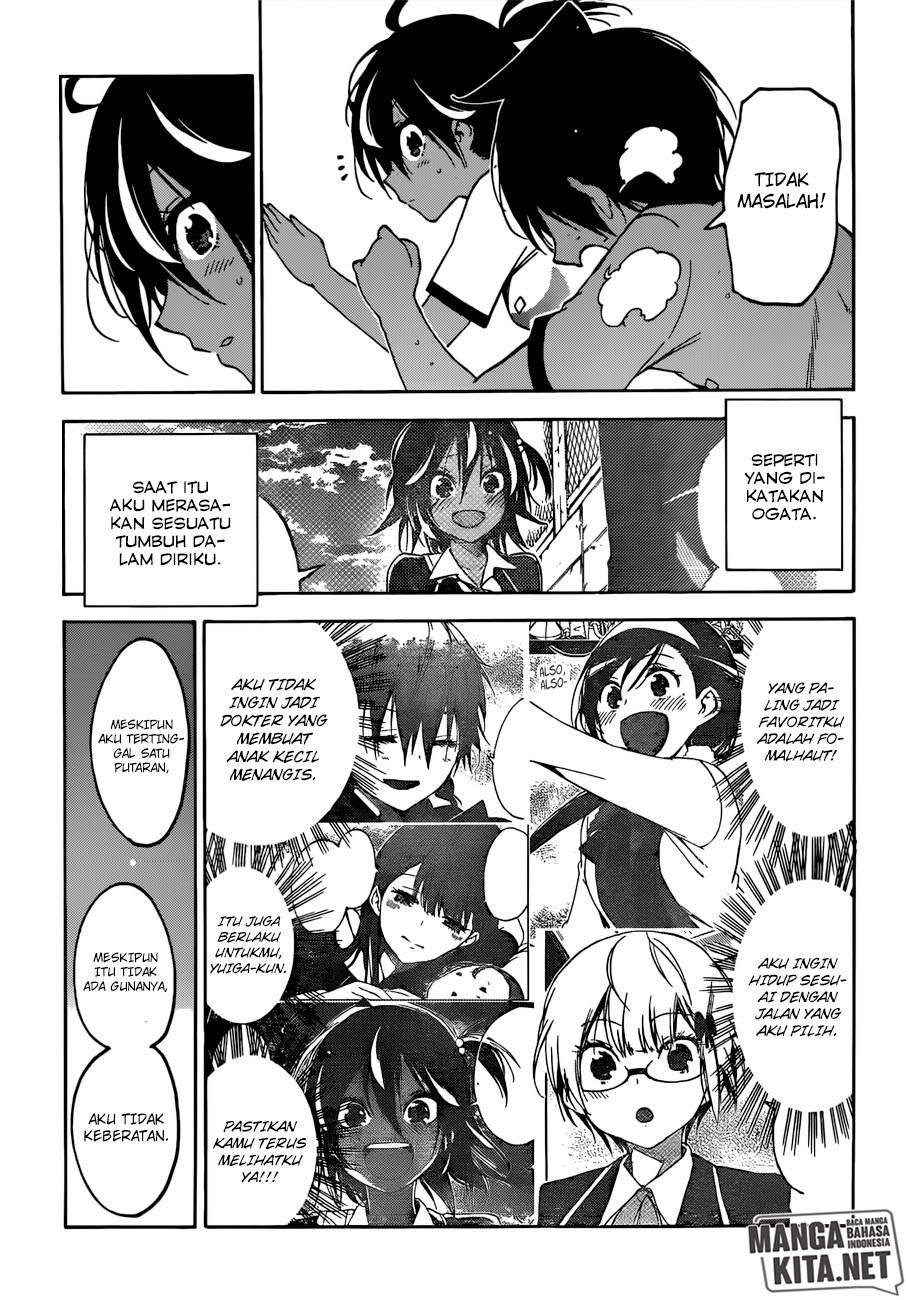 TIDAK
MASALAH!
SEPERTI
YANG DI-
KATAKAN
OGATA.
SAAT ITU
AKU MERASA-
KAN SESUATU
TUMBUH DA-
LAM DIRIKU.
YANG PA-
LING JADI
FAVORITKU
ADALAH FO-
MALHAUT!
ALSO,
ALSO-
AKU INGIN
HIDUP SESU-
AI DENGAN
JALAN YANG
AKU PILIH.
AKU TIDAK
INGIN JADI
DOKTER YANG
MEMBUAT
ANAK KECIL
MENANGIS.
ITU JUGA
BERLAKU
UNTUKMU,
YUIGA-KUN.
PASTIKAN
KAMU TERUS
MELIHATKU
YA!!!
MESKIPUN
AKU TERTING-
GAL SATU
PUTARAN,
MESKIPUN
ITU TIDAK
ADA GUNANYA,
AKU TIDAK
KEBERATAN.
MANGA
BACA MANGA
BAHASA
INDONESIA
KITA.NET